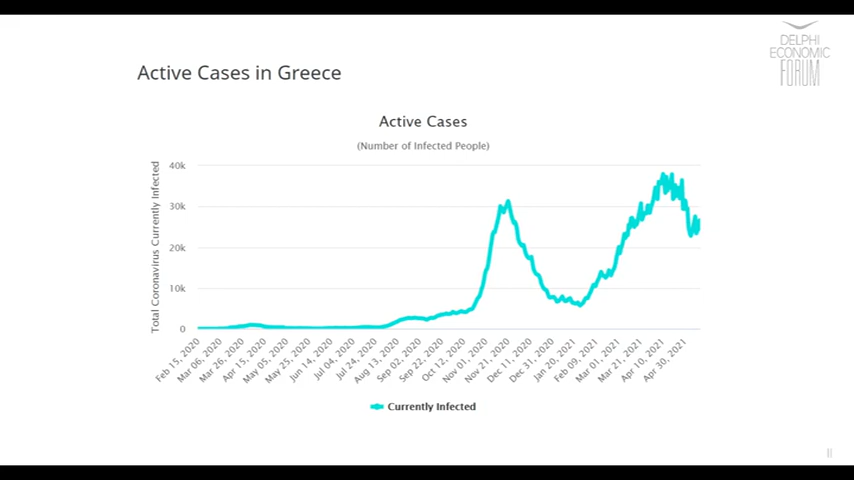 DELPHI
ECONOMIC
FORUM
Active Cases in Greece
Active Cases
(Number of Infected People)
Total Coronavirus Currently Infected
40k
30k
20k
10k
0
Feb 15, 2020
Mar 06, 2020
Mar 26, 2020
Apr 15, 2020
May 05, 2020
May 25, 2020
Jun 14, 2020
Jul 04, 2020
Jul 24, 2020
Aug 13, 2020
Sep 02, 2020
Sep 22, 2020
Oct 12, 2020
Nov 01, 2020
Nov 21, 2020
Dec 11, 2020
Dec 31, 2020
Jan 20, 2021
Feb 09, 2021
Mar 01, 2021
Mar 21, 2021
Apr 10, 2021
Apr 30, 2021
Currently Infected